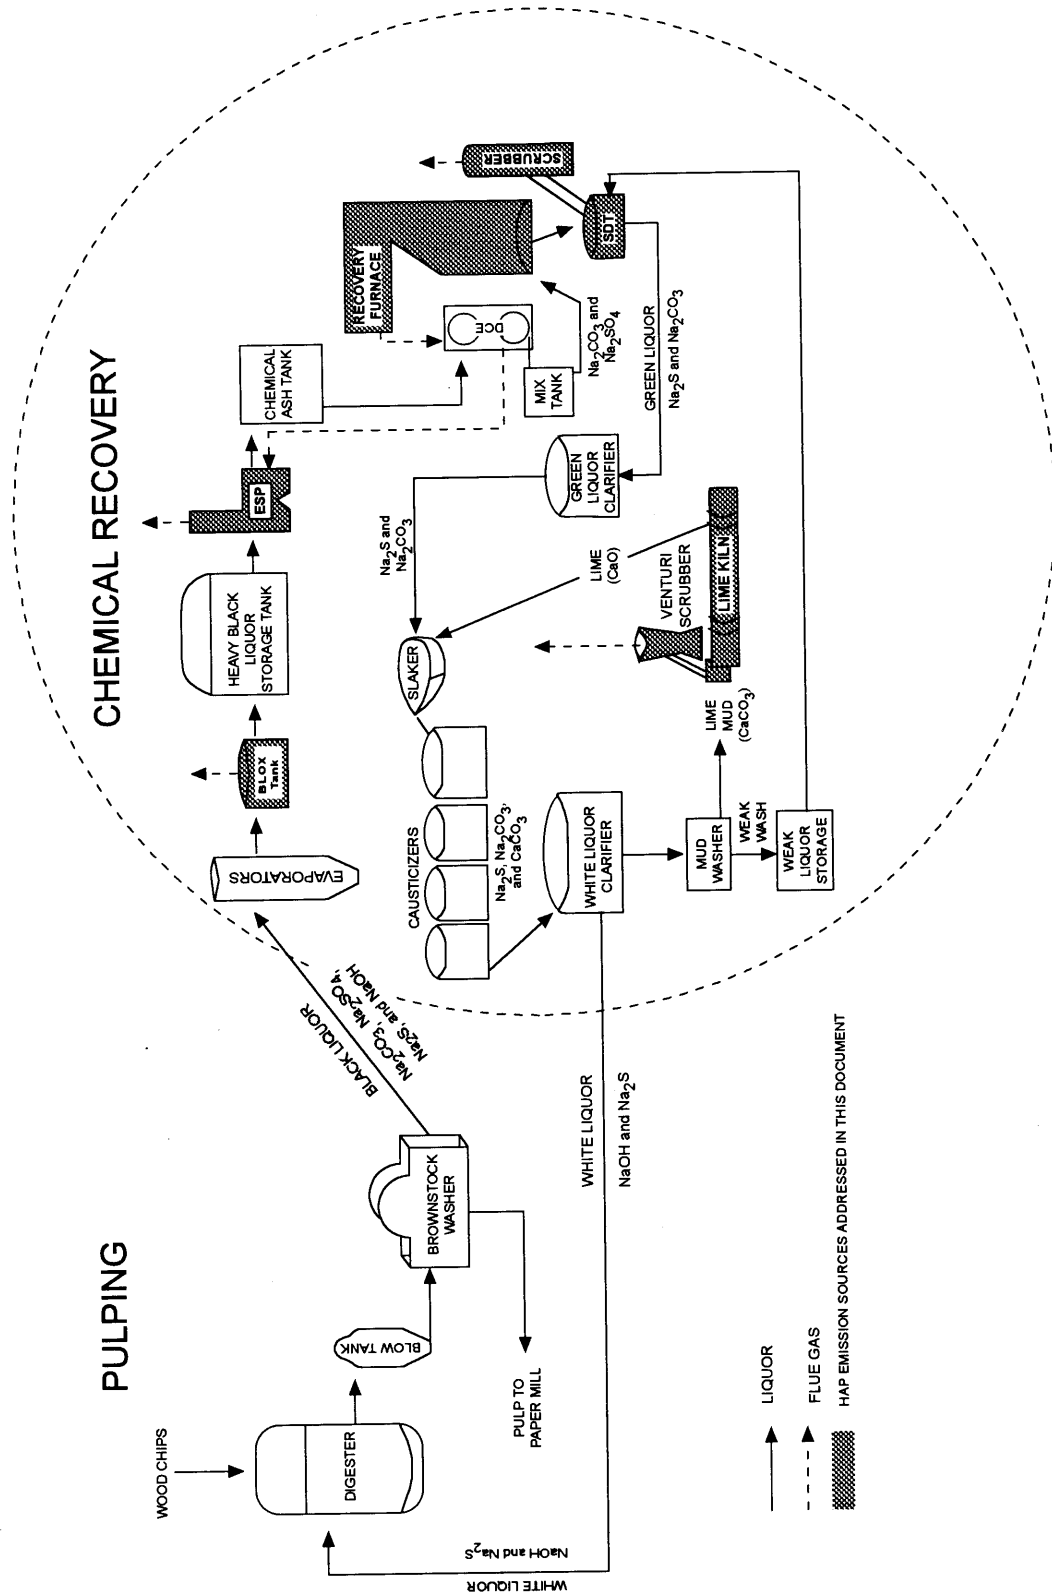 PULPING
CHEMICAL RECOVERY
WOOD CHIPS
DIGESTER
BLOW TANK
BROWNSTOCK
WASHER
PULP TO
PAPER MILL
WHITE LIQUOR
NaOH and Na2S
BLACK LIQUOR
Na2CO3, Na2SO4,
Na2S, and NaOH
EVAPORATORS
BLOX
Tank
HEAVY BLACK
LIQUOR
STORAGE TANK
ESP
CHEMICAL
ASH TANK
RECOVERY
FURNACE
DCE
MIX
TANK
Na2CO3 and
Na2SO4
SCRUBBER
SDT
GREEN LIQUOR
Na2S and Na2CO3
GREEN
LIQUOR
CLARIFIER
Na2S and
Na2CO3
SLAKER
LIME
(CaO)
CAUSTICIZERS
Na2S, Na2CO3,
and CaCO3
WHITE LIQUOR
CLARIFIER
VENTURI
SCRUBBER
LIME KILN
LIME
MUD
(CaCO3)
MUD
WASHER
WEAK
WASH
WEAK
LIQUOR
STORAGE
WHITE LIQUOR
NaOH and Na2S
LIQUOR
FLUE GAS
HAP EMISSION SOURCES ADDRESSED IN THIS DOCUMENT